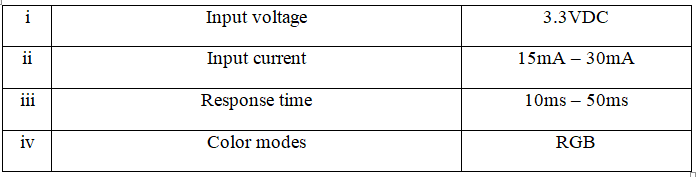 i Input voltage 3.3VDC
ii Input current 15mA – 30mA
iii Response time 10ms – 50ms
iv Color modes RGB